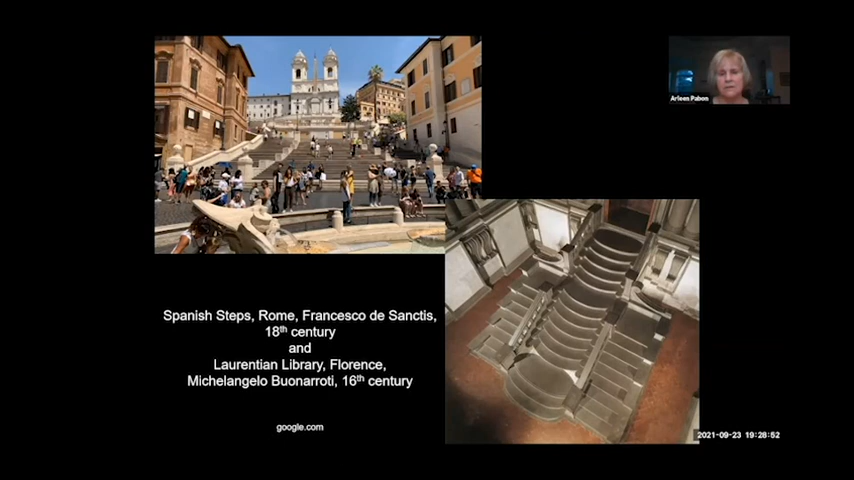 Arleen Pabon
Spanish Steps, Rome, Francesco de Sanctis,
18th century
and
Laurentian Library, Florence,
Michelangelo Buonarroti, 16th century
google.com
2021-09-23 19:28:52